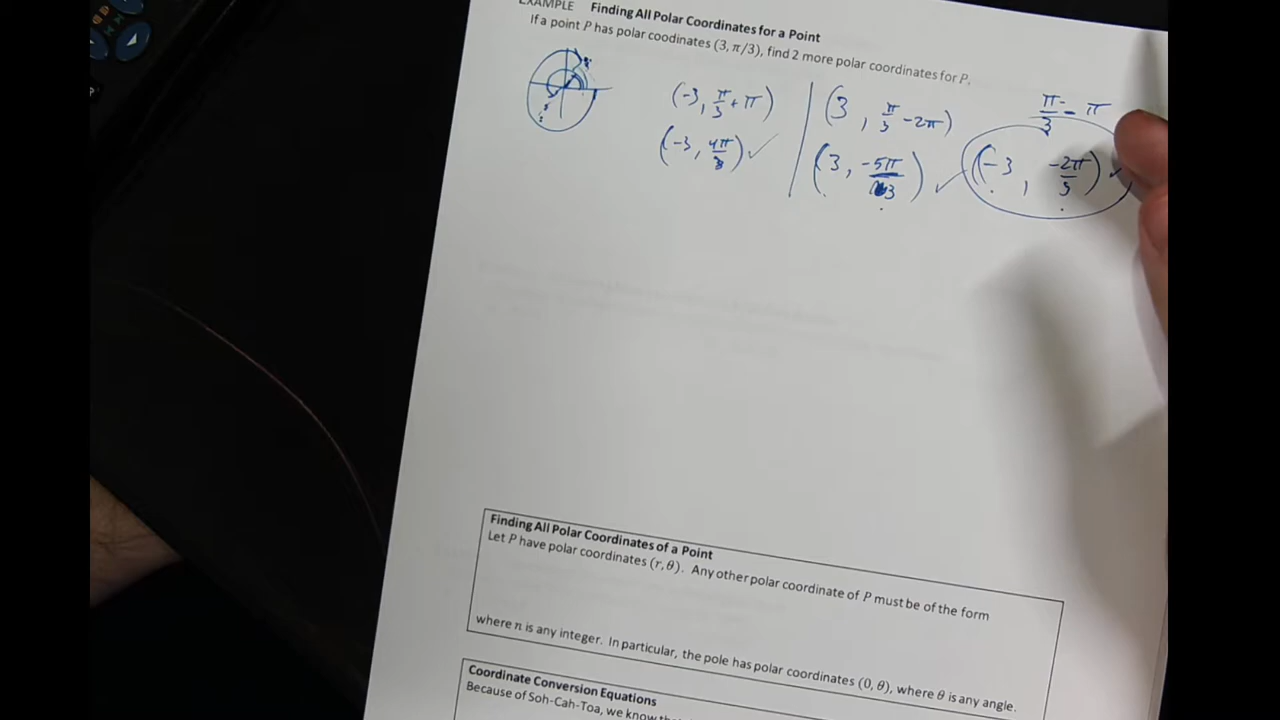 EXAMPLE Finding All Polar Coordinates for a Point
If a point P has polar coodinates (3, π/3), find 2 more polar coordinates for P.
(-3, π/3 + π)
(-3, 4π/3) ✓
(3, π/3 - 2π)
(3, -5π/3) ✓
π/3 - π
(-3, -2π/3) ✓
Finding All Polar Coordinates of a Point
Let P have polar coordinates (r, θ). Any other polar coordinate of P must be of the form
where n is any integer. In particular, the pole has polar coordinates (0, θ), where θ is any angle.
Coordinate Conversion Equations
Because of Soh-Cah-Toa, we know